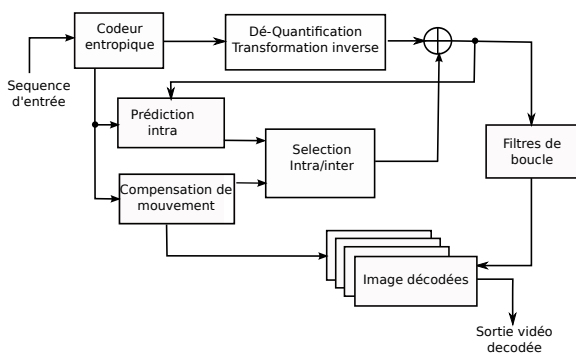 Codeur
entropique
Dé-Quantification
Transformation inverse
Sequence
d'entrée
Prédiction
intra
Selection
Intra/inter
Filtres de
boucle
Compensation de
mouvement
Image décodées
Sortie vidéo
decodée